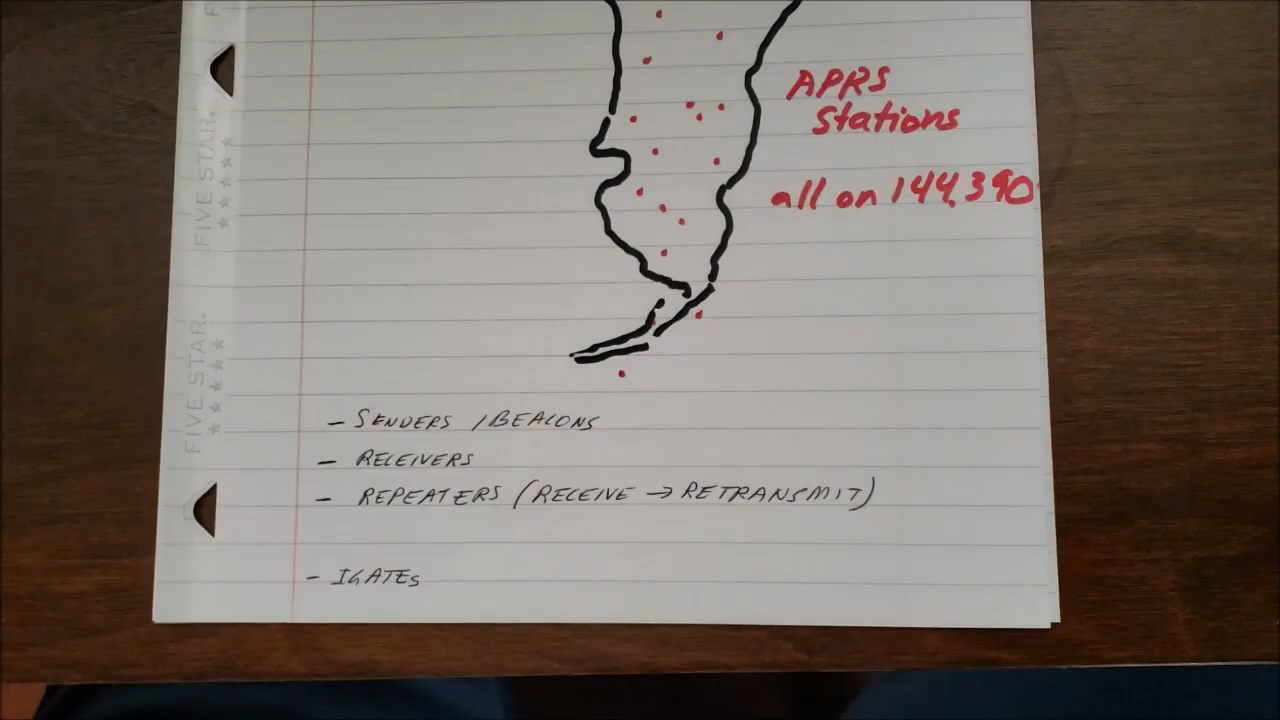 APRS
Stations
all on 144.390
- SENDERS / BEACONS
- RECEIVERS
- REPEATERS (RECEIVE → RETRANSMIT)
- IGATES
FIVE STAR.
FIVE STAR.